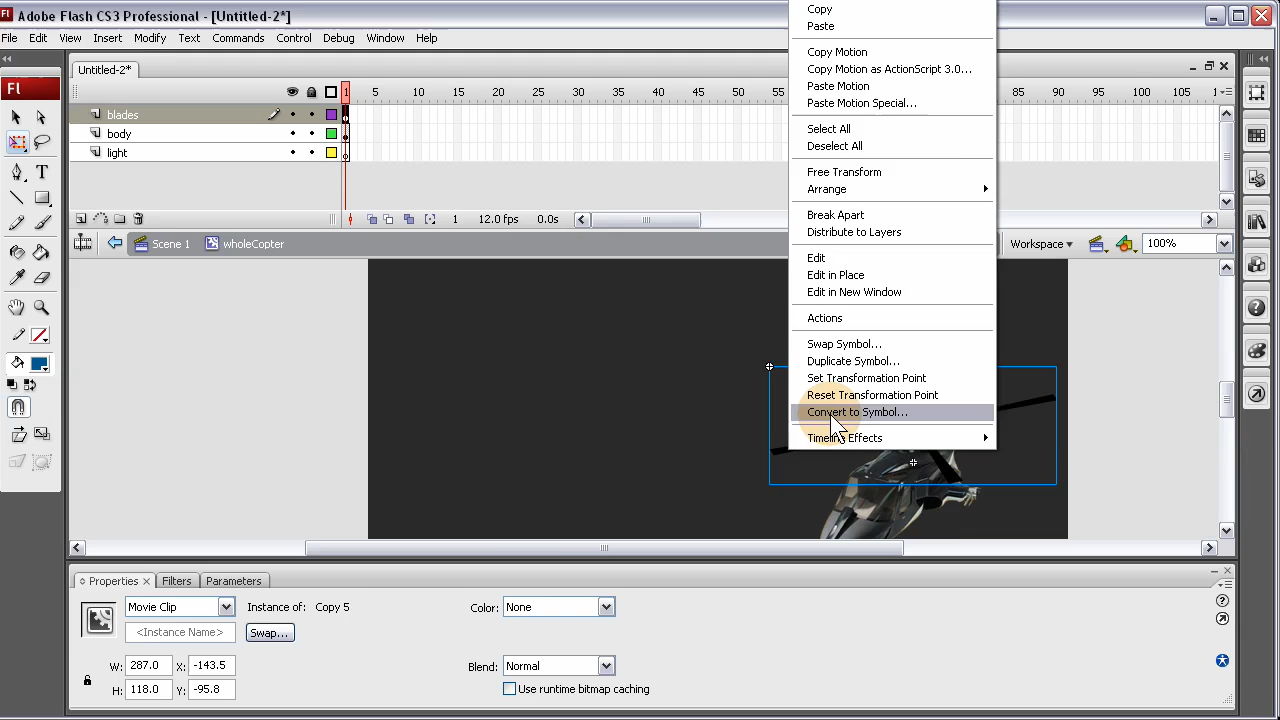 Adobe Flash CS3 Professional - [Untitled-2*]
File Edit View Insert Modify Text Commands Control Debug Window Help
Untitled-2*
Fl
1 5 10 15 20 25 30 35 40 45 50 55 85 90 95 100 1
blades
body
light
1 12.0 fps 0.0s
Scene 1 wholeCopter Workspace 100%
Copy
Paste
Copy Motion
Copy Motion as ActionScript 3.0...
Paste Motion
Paste Motion Special...
Select All
Deselect All
Free Transform
Arrange
Break Apart
Distribute to Layers
Edit
Edit in Place
Edit in New Window
Actions
Swap Symbol...
Duplicate Symbol...
Set Transformation Point
Reset Transformation Point
Convert to Symbol...
Timeline Effects
Properties Filters Parameters
Movie Clip Instance of: Copy 5 Color: None
<Instance Name> Swap...
W: 287.0 X: -143.5 Blend: Normal
H: 118.0 Y: -95.8 Use runtime bitmap caching